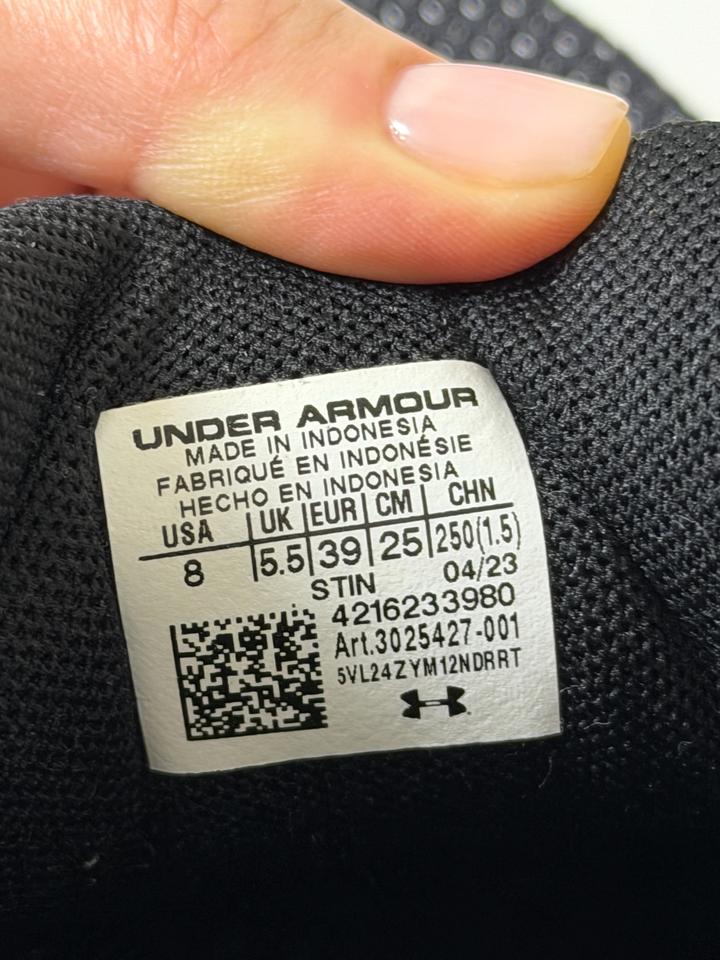 UNDER ARMOUR
MADE IN INDONESIA
FABRIQUÉ EN INDONÉSIE
HECHO EN INDONESIA
USA UK EUR CM CHN
8 5.5 39 25 250(1.5)
STIN 04/23
4216233980
Art.3025427-001
5VL24ZYM12NDRRT